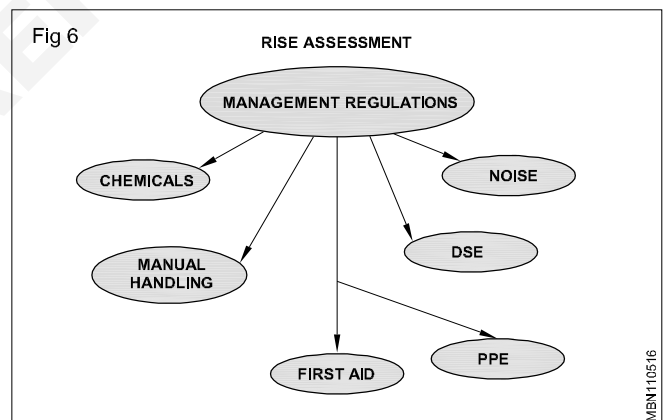 Fig 6
RISE ASSESSMENT
MANAGEMENT REGULATIONS
CHEMICALS
NOISE
MANUAL
HANDLING
DSE
FIRST AID
PPE
MBN110516